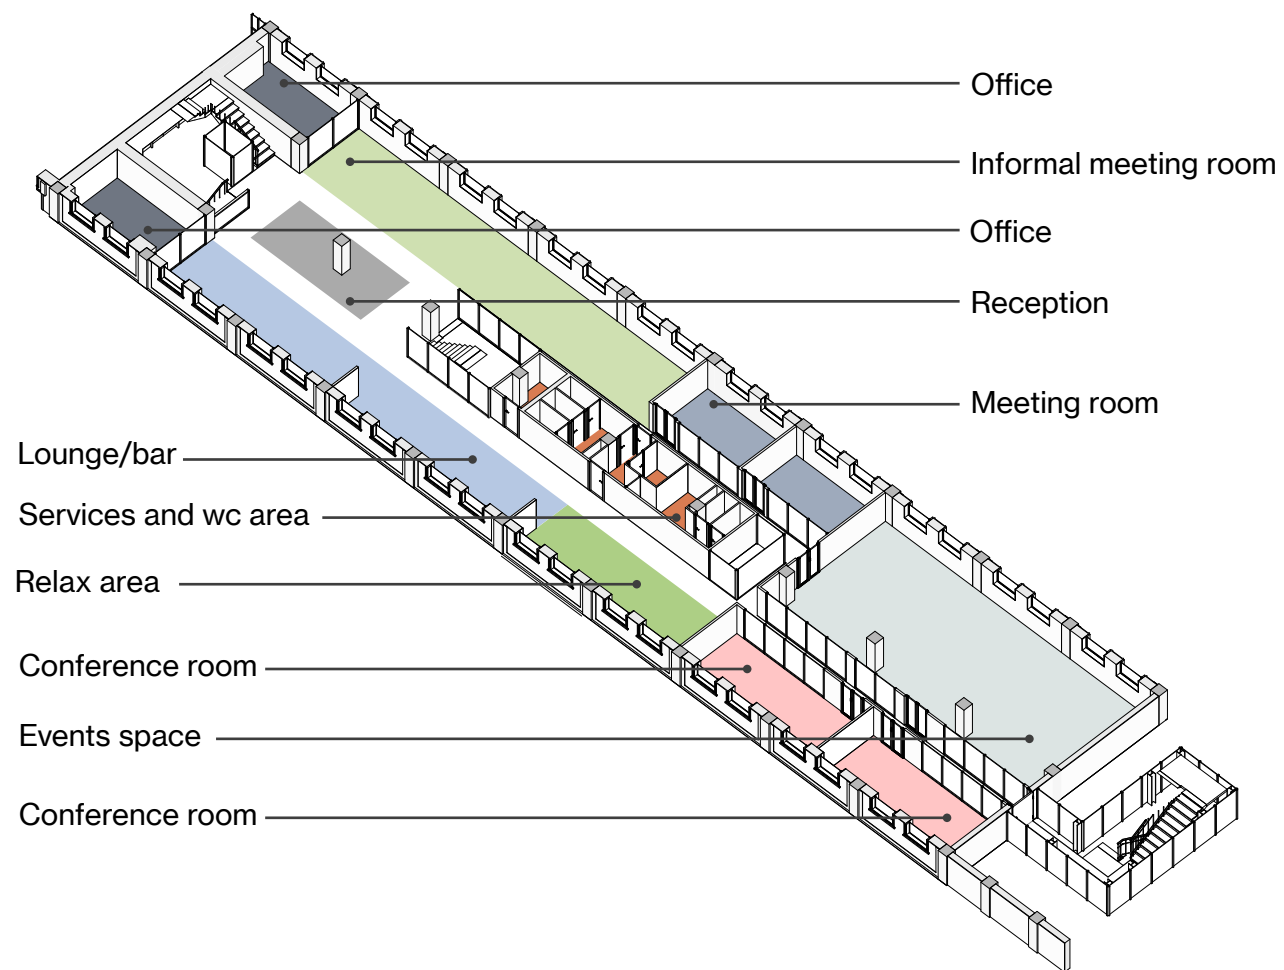 Office
Informal meeting room
Office
Reception
Meeting room
Lounge/bar
Services and wc area
Relax area
Conference room
Events space
Conference room